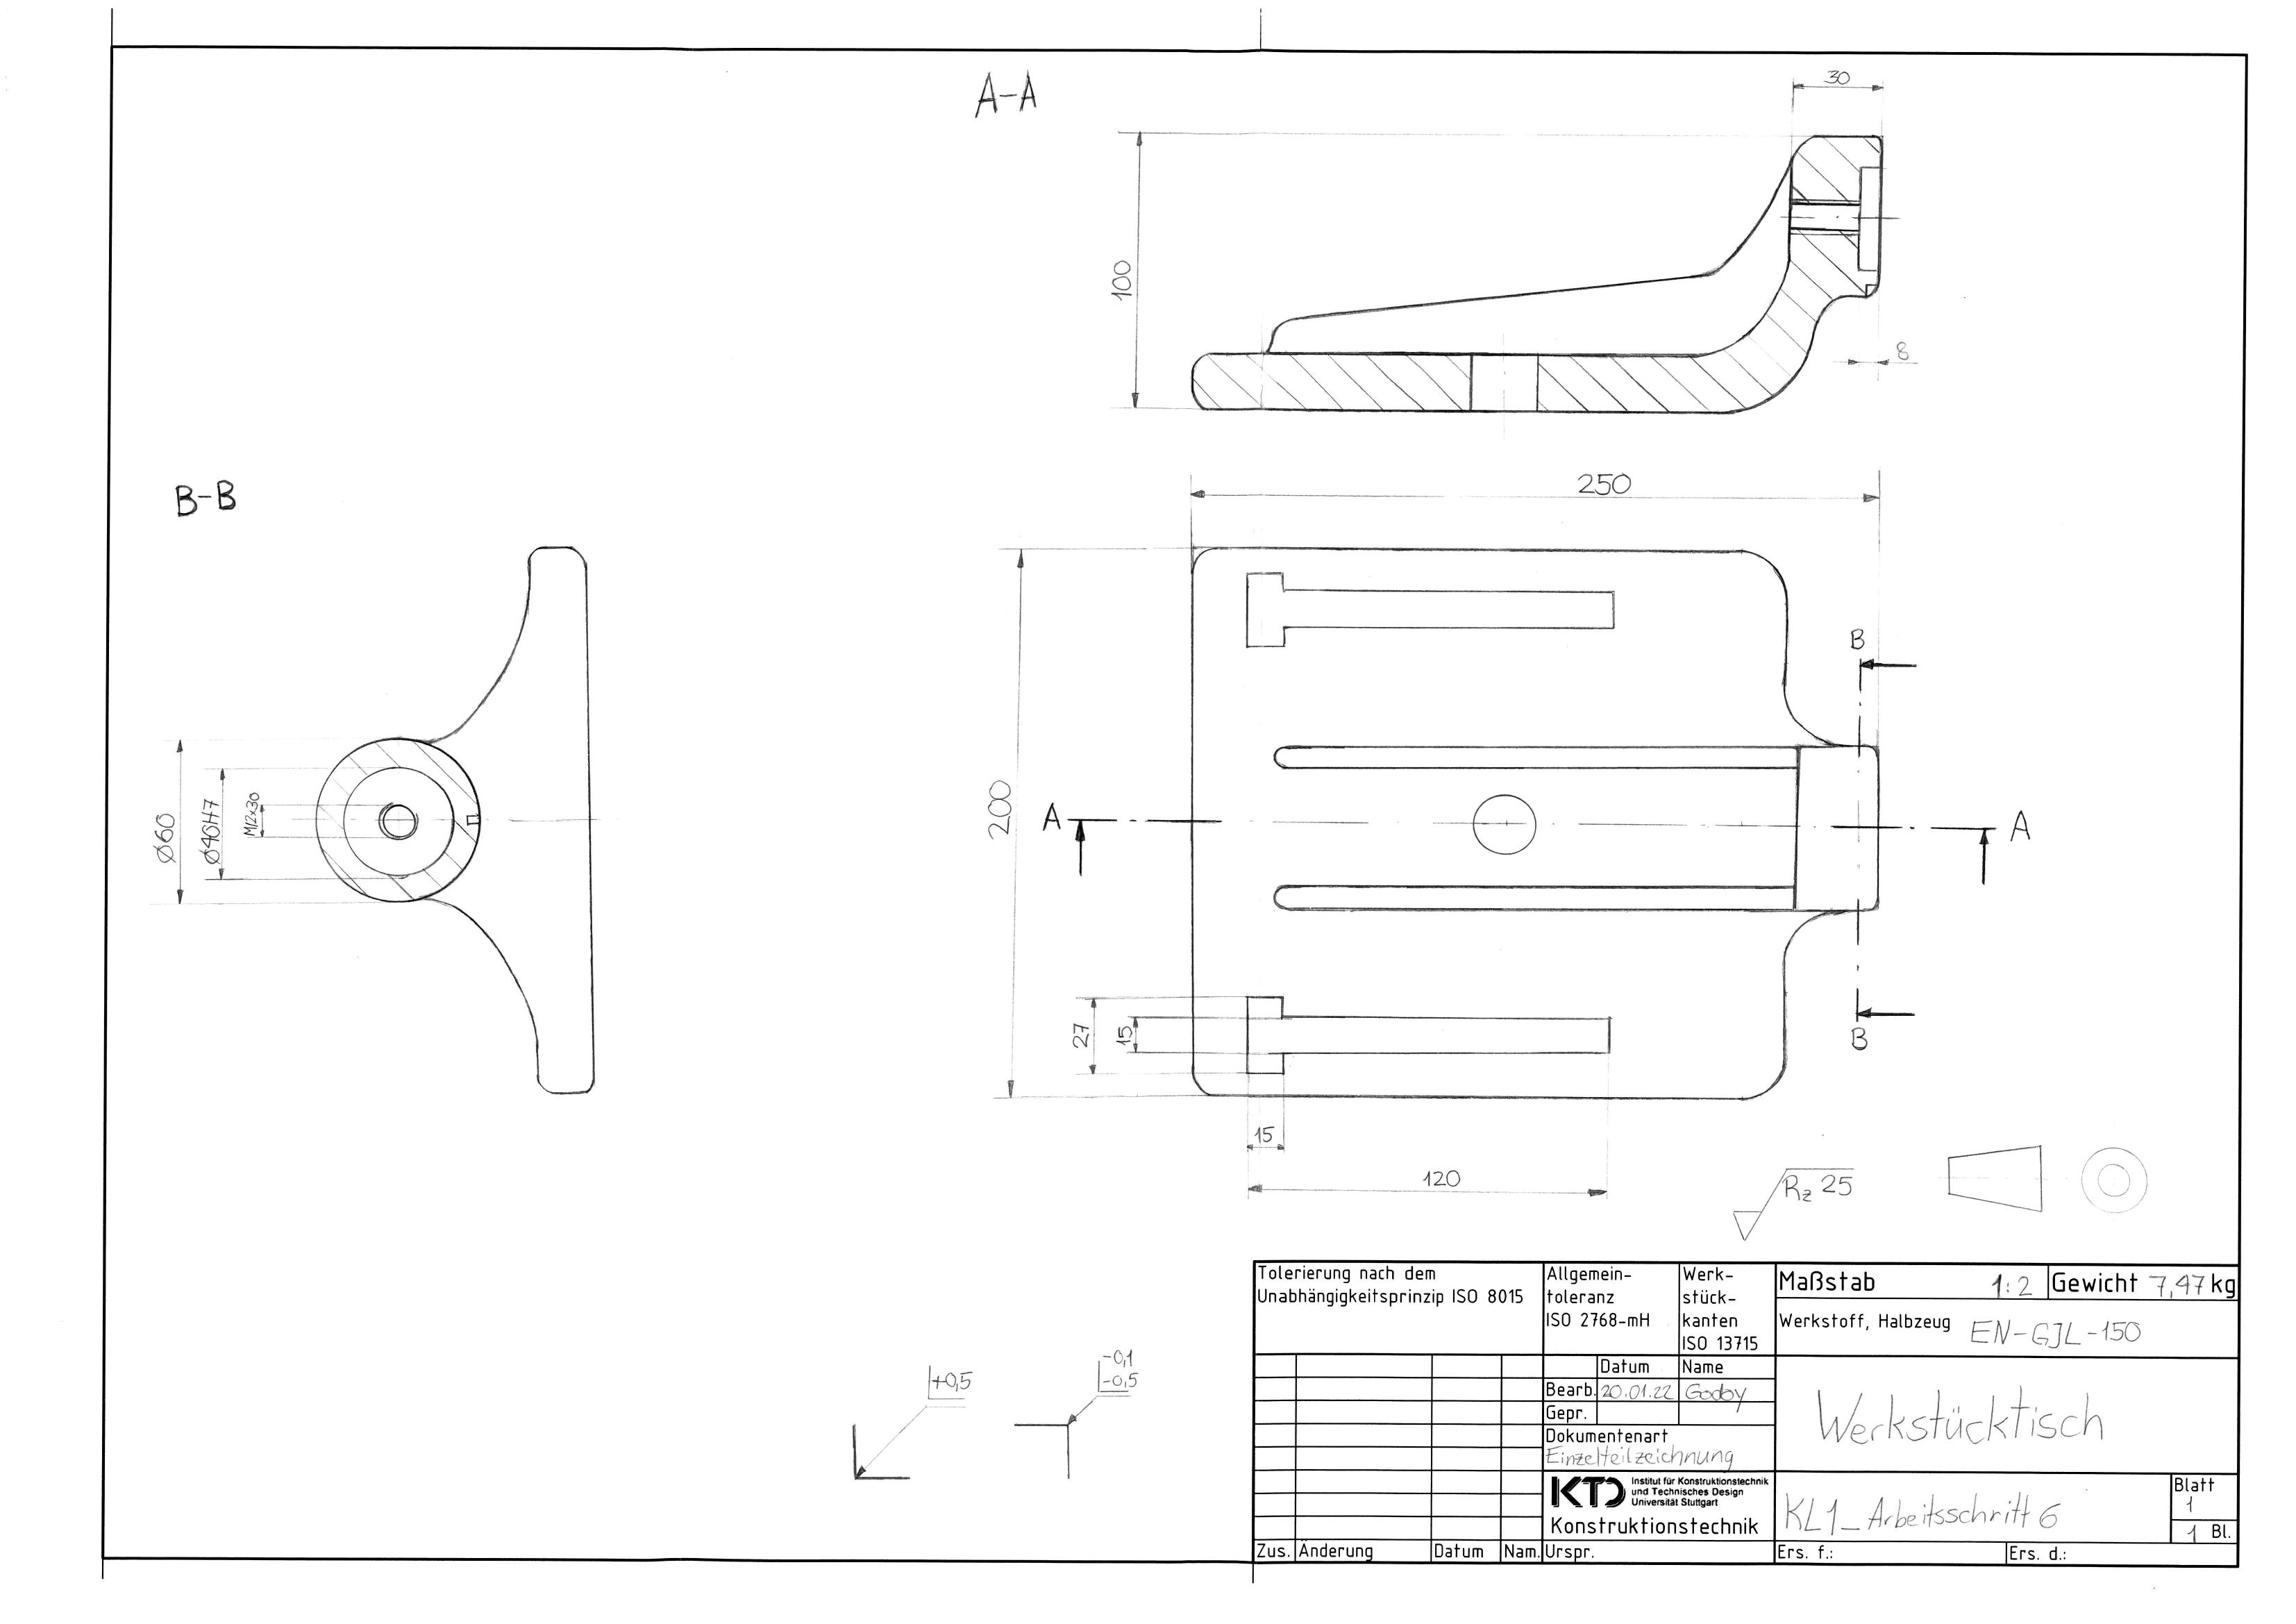 A-A
30
100
8
B-B
250
200
B
B
A
A
Ø60
Ø40H7
M12x30
27
15
15
120
Rz 25
+0,5
-0,1
-0,5
Tolerierung nach dem
Unabhängigkeitsprinzip ISO 8015
Allgemein-
toleranz
ISO 2768-mH
Werk-
stück-
kanten
ISO 13715
Maßstab 1:2
Gewicht 7,47 kg
Werkstoff, Halbzeug EN-GJL-150
Datum Name
Bearb. 20.01.22 Godby
Gepr.
Dokumentenart
Einzelteilzeichnung
Werkstücktisch
KTD Institut für Konstruktionstechnik
und Technisches Design
Universität Stuttgart
Konstruktionstechnik
KL1_Arbeitsschritt 6
Blatt
1
1 Bl.
Zus. Änderung Datum Nam. Urspr. Ers. f.: Ers. d.: